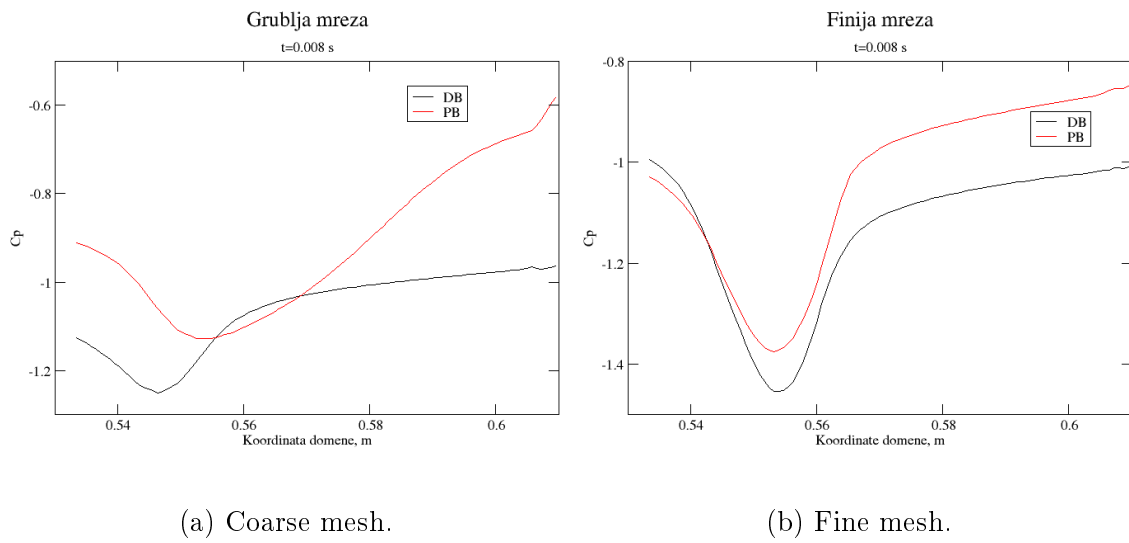 Grublja mreza
t=0.008 s
DB
PB
-0.6
-0.8
-1
-1.2
Cp
0.54
0.56
0.58
0.6
Koordinata domene, m
(a) Coarse mesh.
Finija mreza
t=0.008 s
DB
PB
-0.8
-1
-1.2
-1.4
Cp
0.54
0.56
0.58
0.6
Koordinate domene, m
(b) Fine mesh.